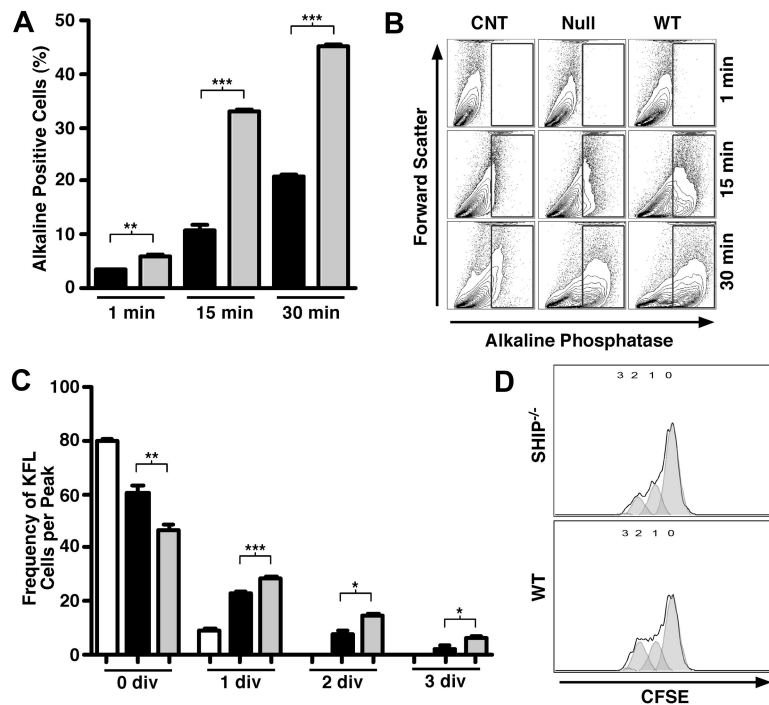 A
Alkaline Positive Cells (%)
50
40
30
20
10
0
**
***
***
1 min
15 min
30 min
B
CNT
Null
WT
Forward Scatter
1 min
15 min
30 min
Alkaline Phosphatase
C
Frequency of KFL
Cells per Peak
100
80
60
40
20
0
**
***
*
*
0 div
1 div
2 div
3 div
D
SHIP-/-
3 2 1 0
WT
3 2 1 0
CFSE